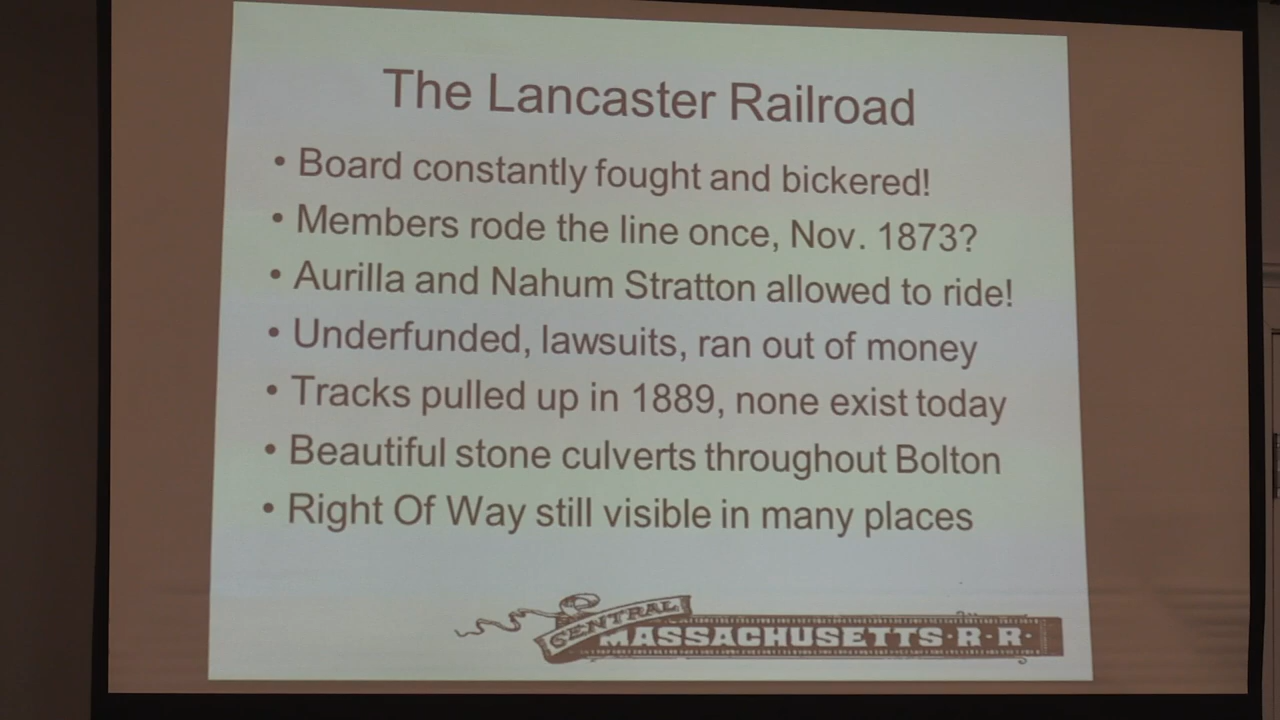 The Lancaster Railroad
• Board constantly fought and bickered!
• Members rode the line once, Nov. 1873?
• Aurilla and Nahum Stratton allowed to ride!
• Underfunded, lawsuits, ran out of money
• Tracks pulled up in 1889, none exist today
• Beautiful stone culverts throughout Bolton
• Right Of Way still visible in many places
CENTRAL
MASSACHUSETTS·R·R·